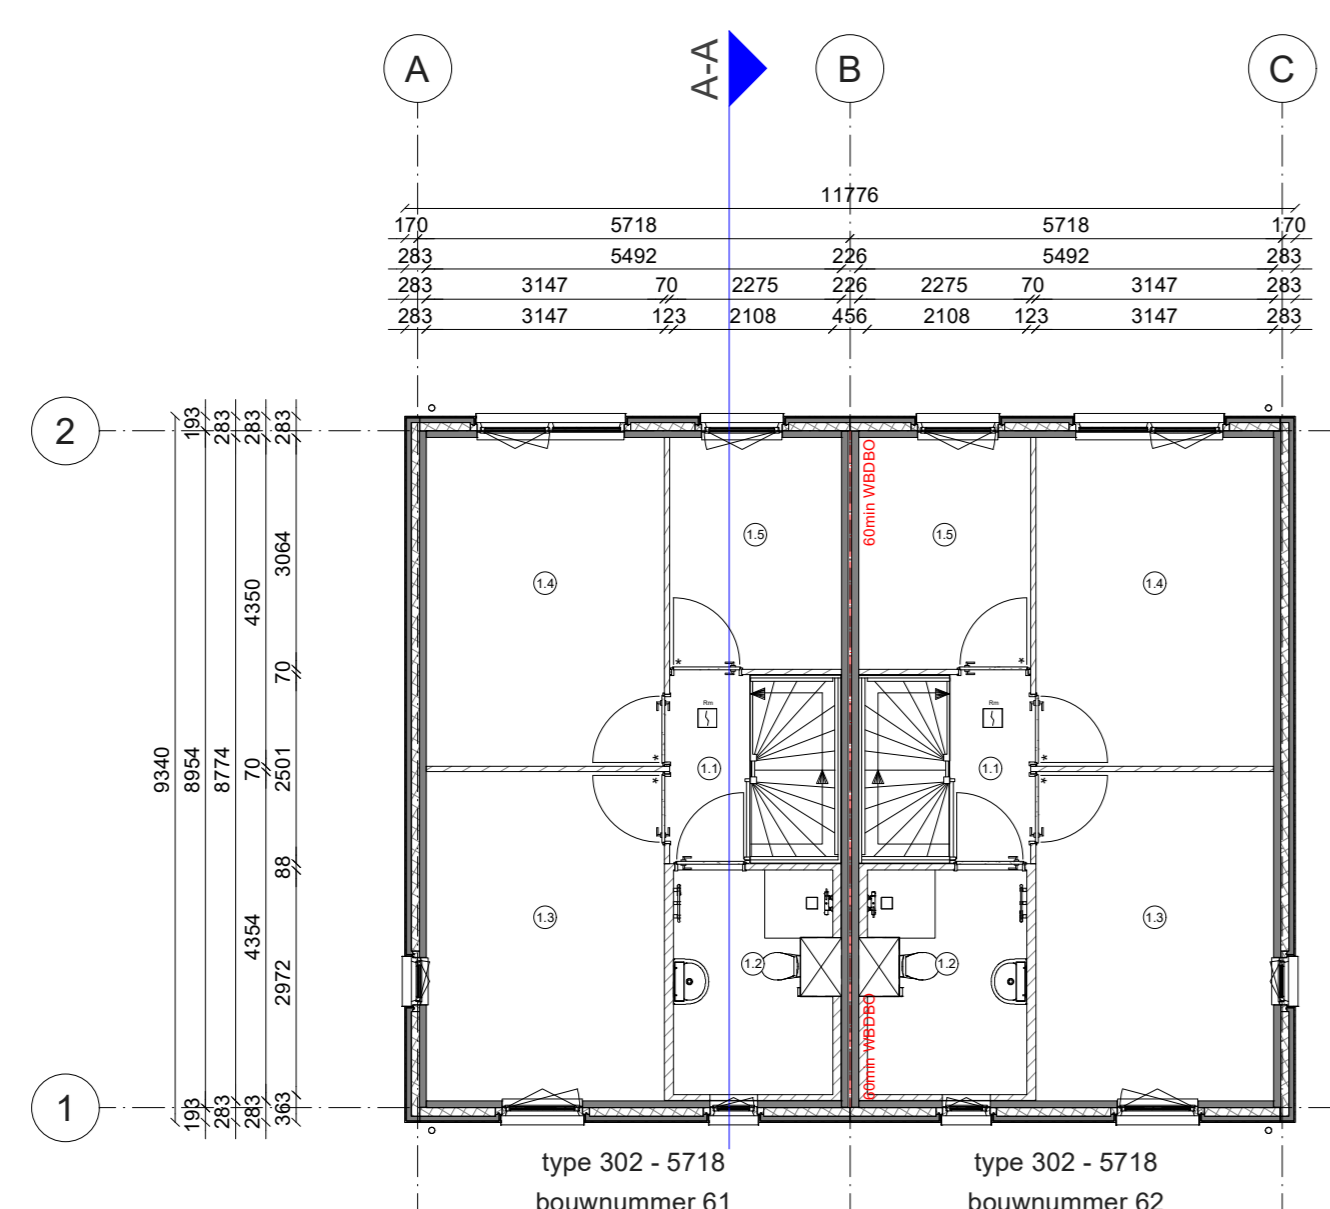 A
A-A
B
C
11776
170 5718 5718 170
283 5492 226 5492 283
283 3147 70 2275 226 2275 70 3147 283
283 3147 123 2108 456 2108 123 3147 283
2
1
9340
193 8954 193
283 8774 283
283 4350 70 4354 283
283 3064 70 2501 88 2972 363
60min WBDBO
1.5
1.5
1.4
1.4
*
*
Rm
Rm
*
*
1.1
1.1
*
*
1.3
1.3
1.2
1.2
60min WBDBO
type 302 - 5718
type 302 - 5718
bouwnummer 61
bouwnummer 62